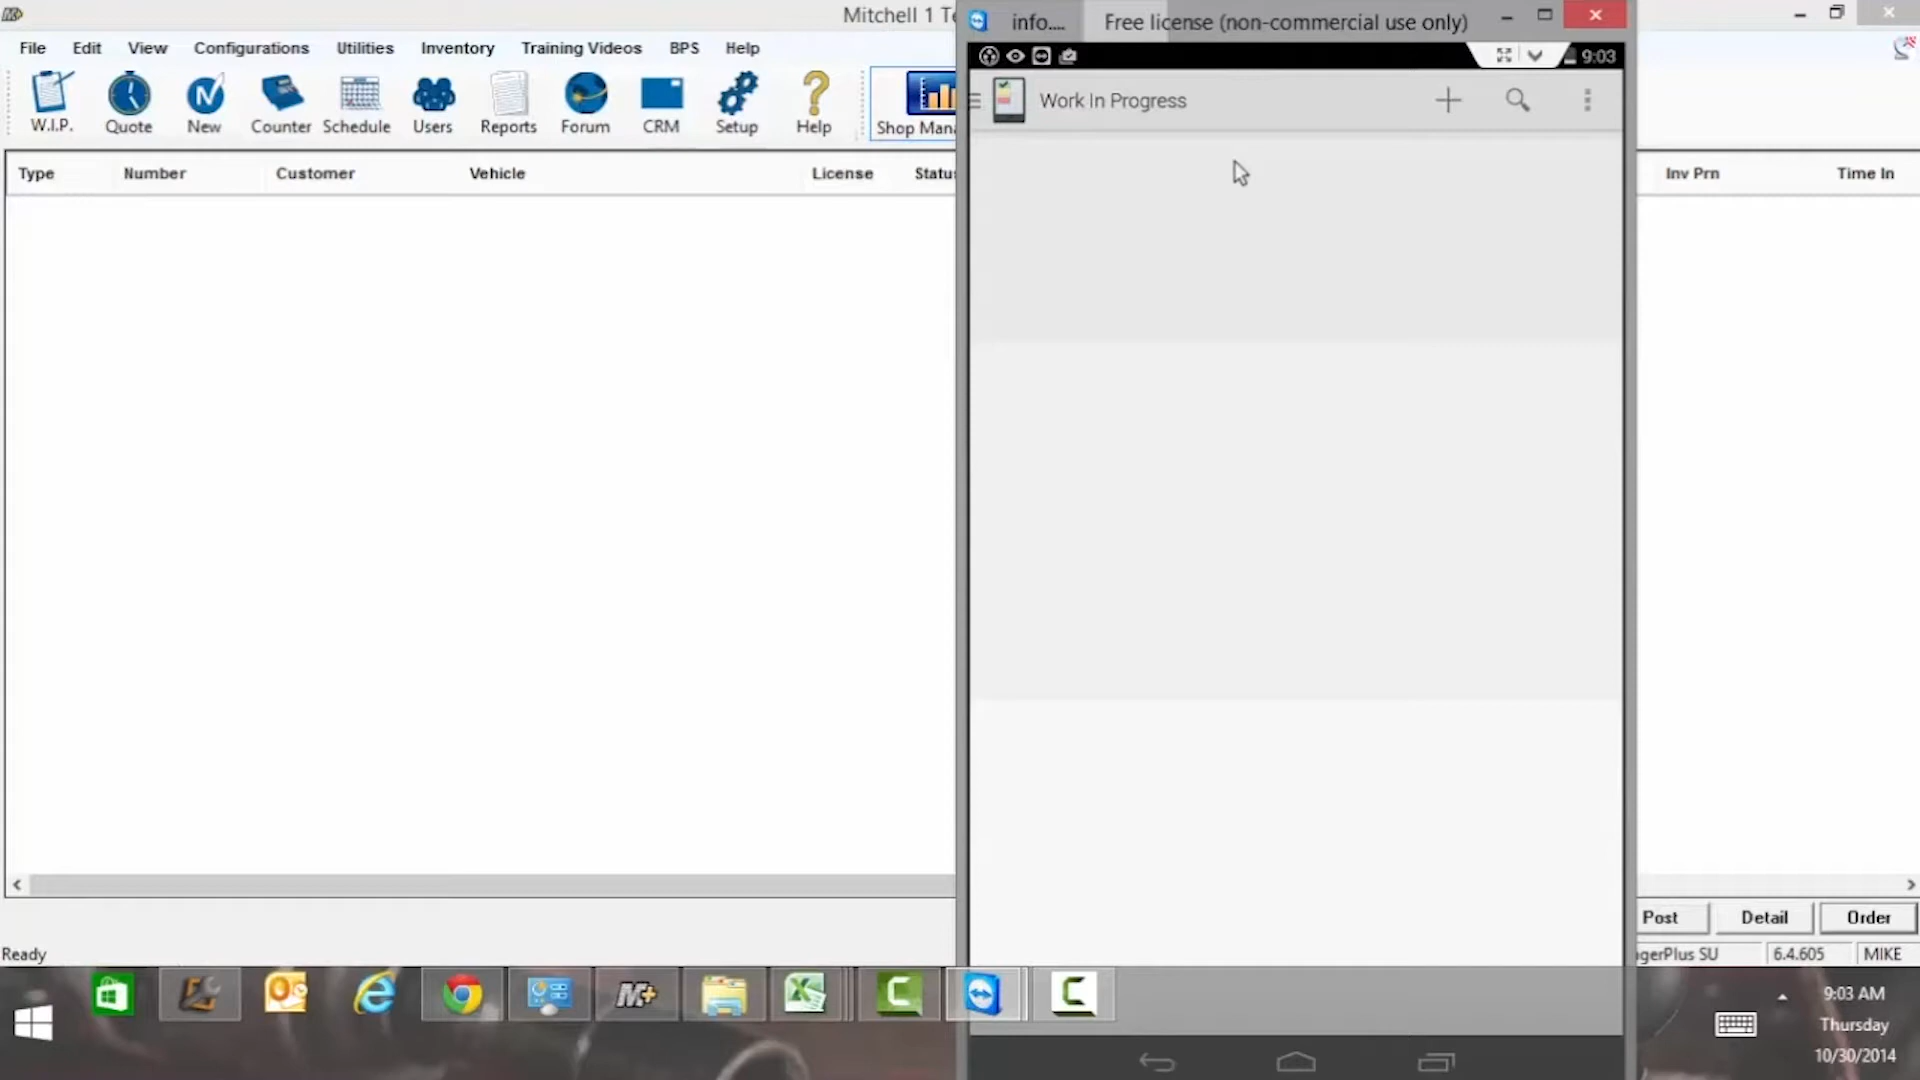 Mitchell 1 Te
info....
Free license (non-commercial use only)
File Edit View Configurations Utilities Inventory Training Videos BPS Help
9:03
W.I.P. Quote New Counter Schedule Users Reports Forum CRM Setup Help Shop Man
Work In Progress
Type Number Customer Vehicle License Statu Inv Prn Time In
Post Detail Order
Ready
gerPlus SU 6.4.605 MIKE
9:03 AM
Thursday
10/30/2014